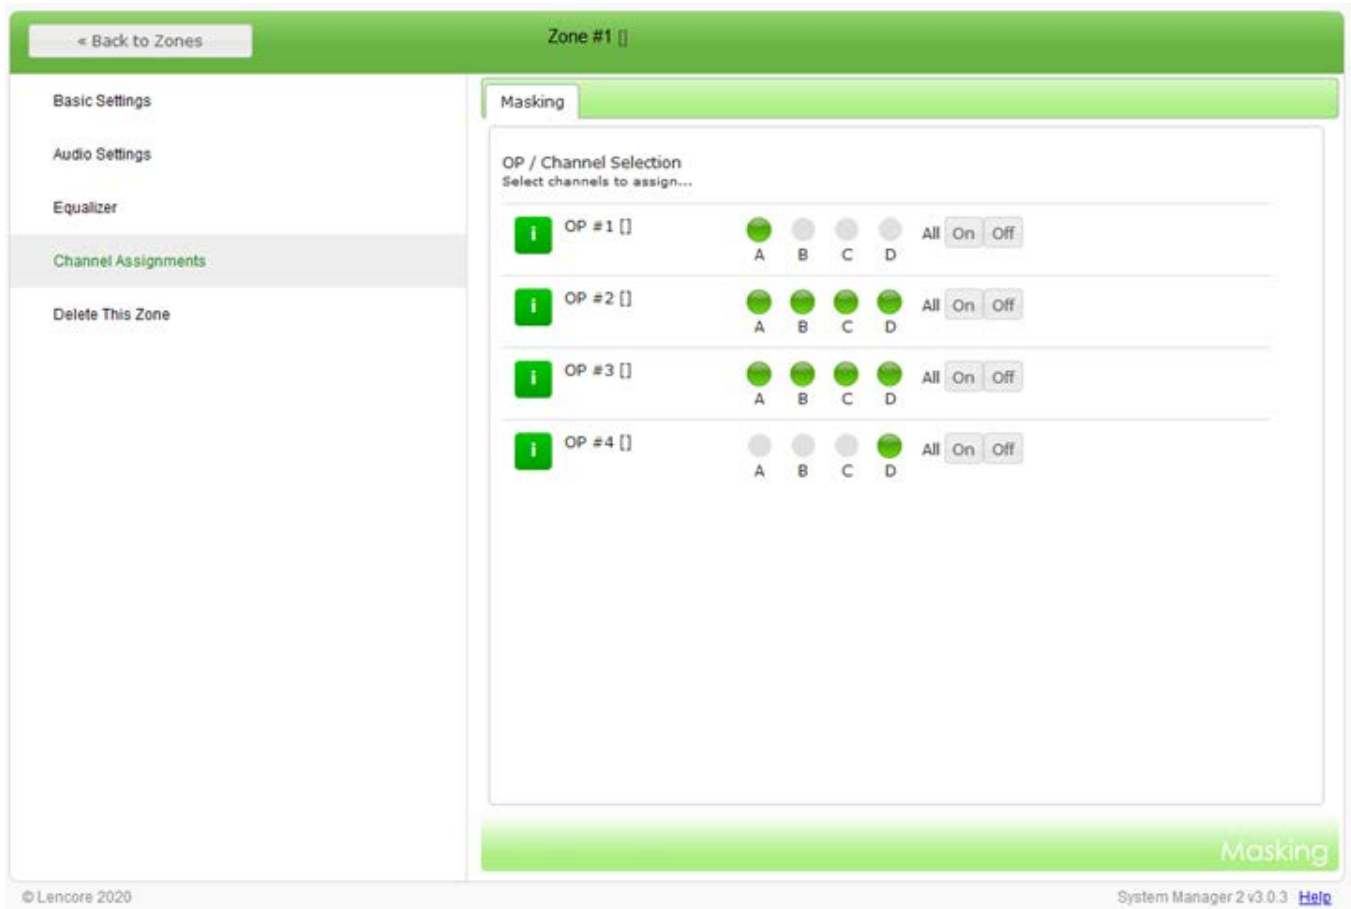 « Back to Zones
Zone #1 []
Basic Settings
Audio Settings
Equalizer
Channel Assignments
Delete This Zone
Masking
OP / Channel Selection
Select channels to assign...
i OP #1 [] All On Off
A B C D
i OP #2 [] All On Off
A B C D
i OP #3 [] All On Off
A B C D
i OP #4 [] All On Off
A B C D
Masking
© Lencore 2020
System Manager 2 v3.0.3 Help